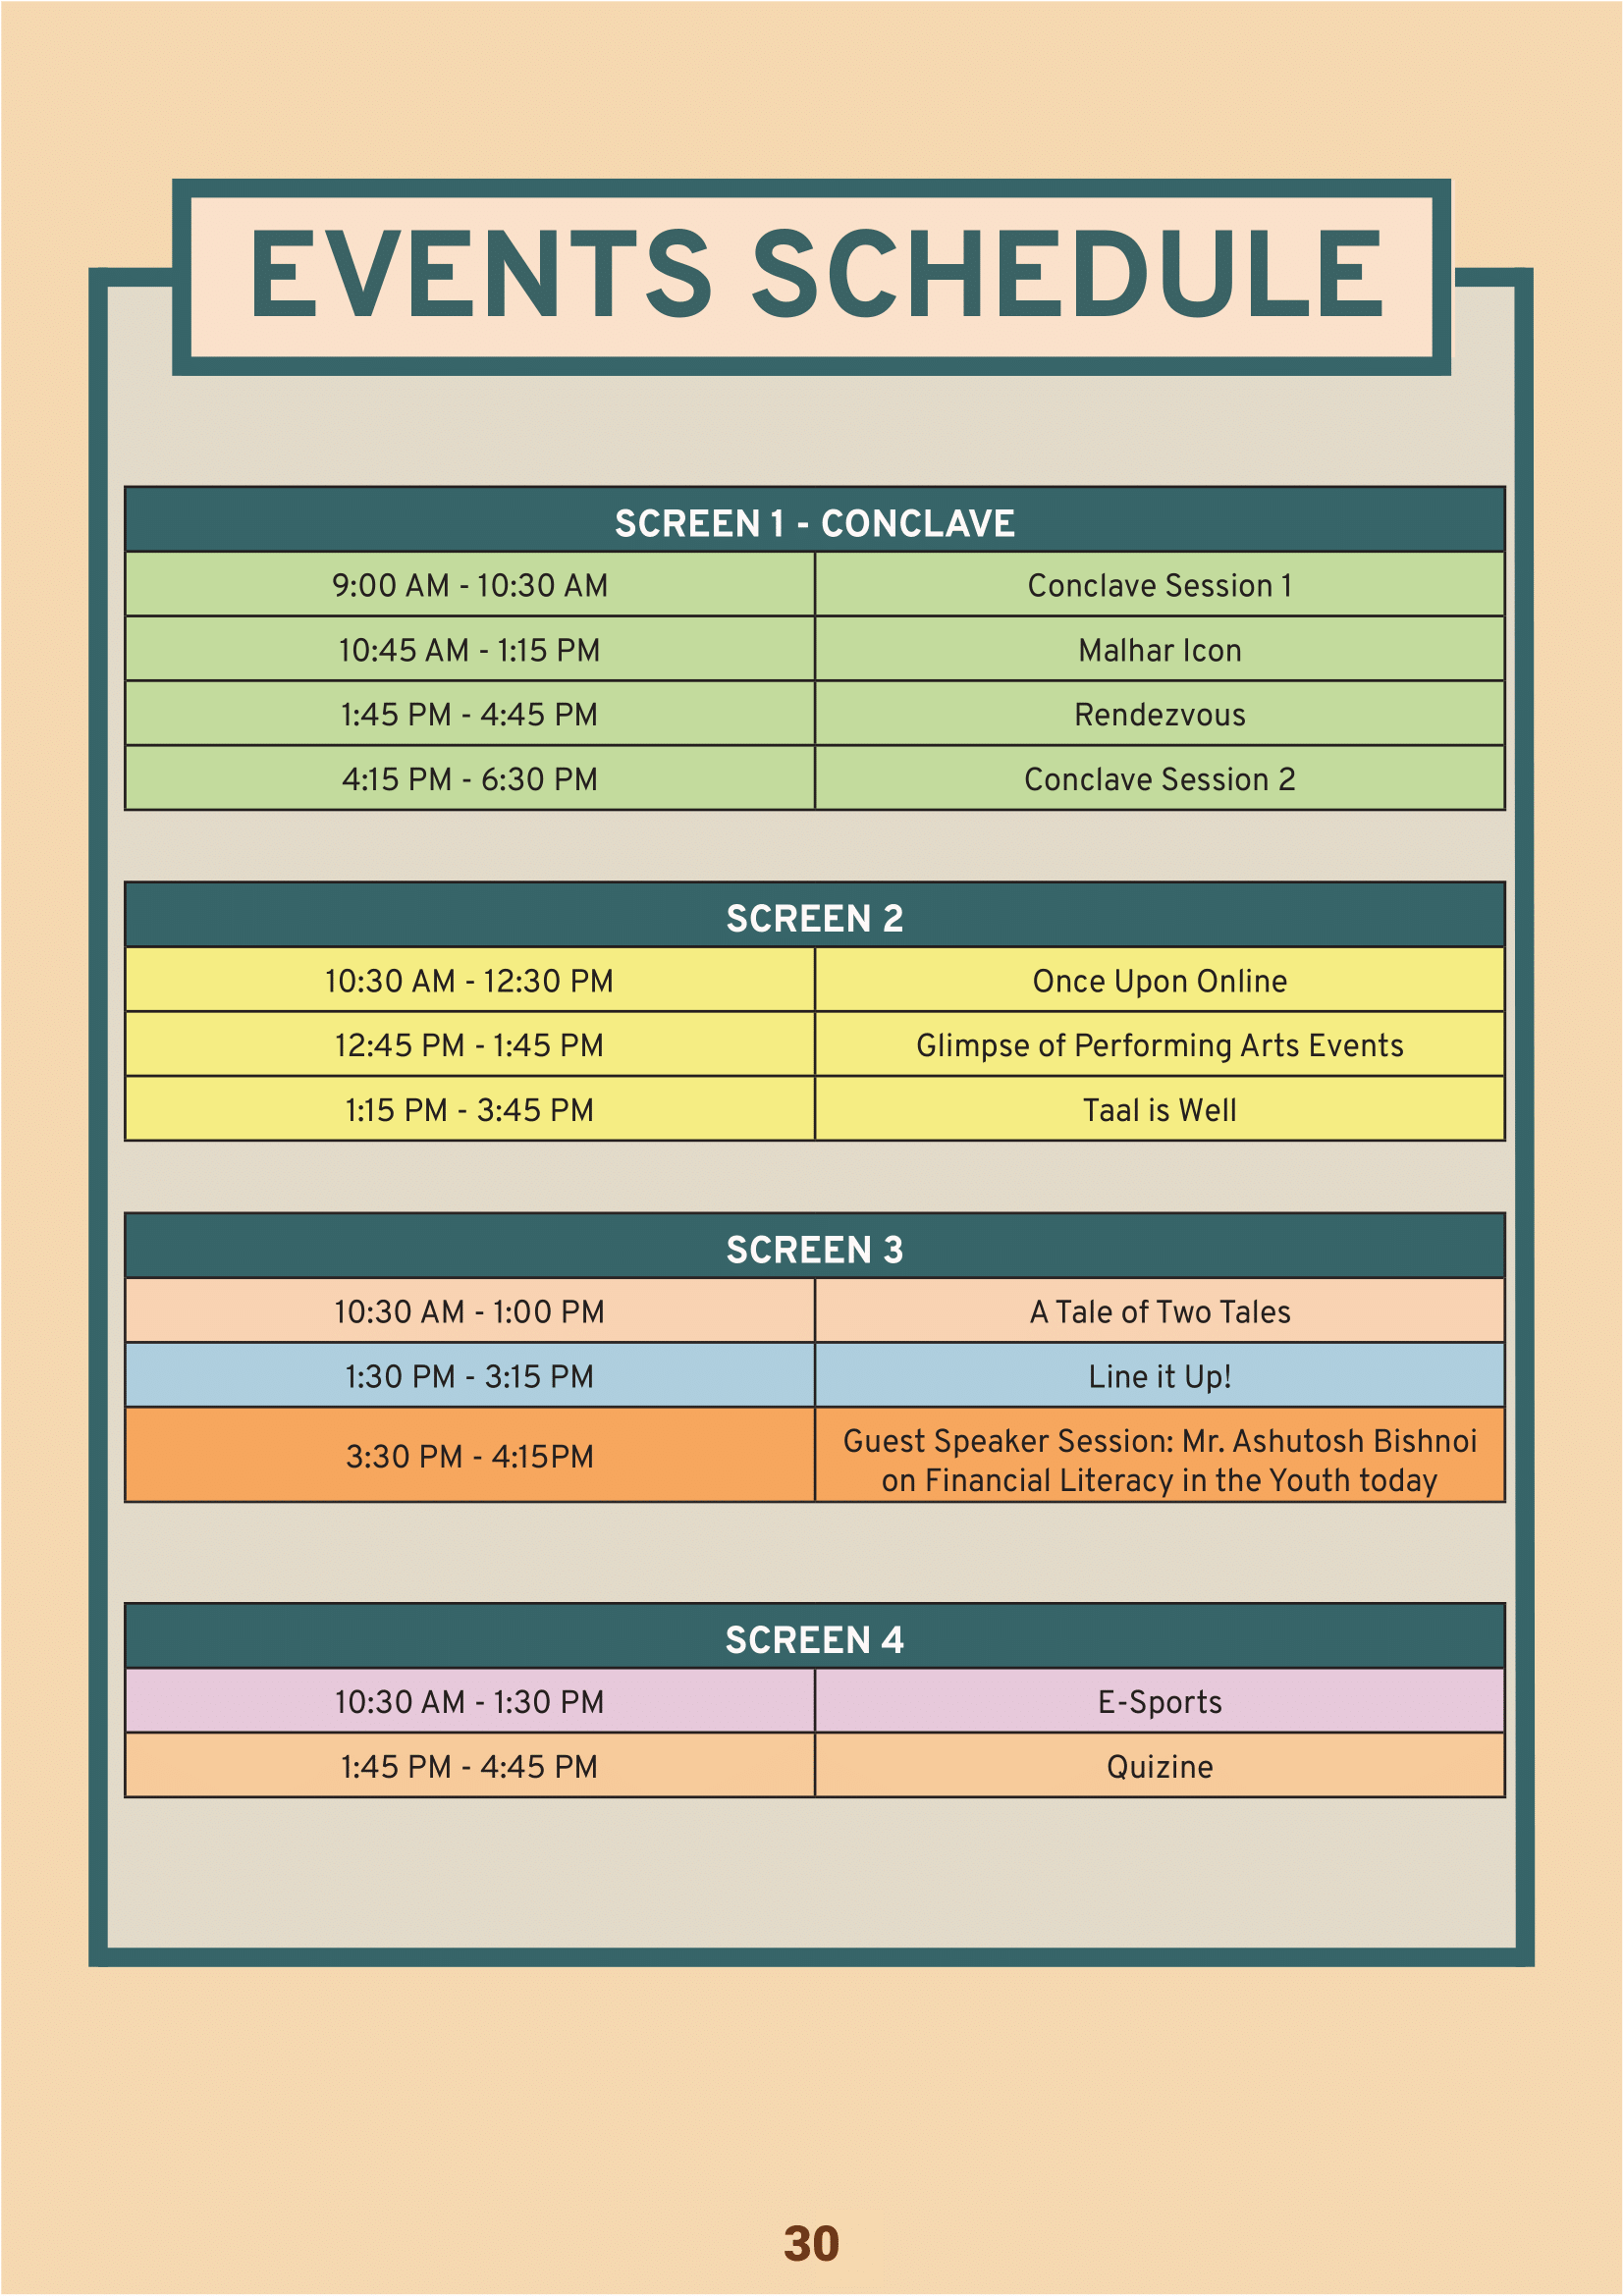 EVENTS SCHEDULE
SCREEN 1 - CONCLAVE
9:00 AM - 10:30 AM Conclave Session 1
10:45 AM - 1:15 PM Malhar Icon
1:45 PM - 4:45 PM Rendezvous
4:15 PM - 6:30 PM Conclave Session 2
SCREEN 2
10:30 AM - 12:30 PM Once Upon Online
12:45 PM - 1:45 PM Glimpse of Performing Arts Events
1:15 PM - 3:45 PM Taal is Well
SCREEN 3
10:30 AM - 1:00 PM A Tale of Two Tales
1:30 PM - 3:15 PM Line it Up!
3:30 PM - 4:15PM Guest Speaker Session: Mr. Ashutosh Bishnoi
on Financial Literacy in the Youth today
SCREEN 4
10:30 AM - 1:30 PM E-Sports
1:45 PM - 4:45 PM Quizine
30